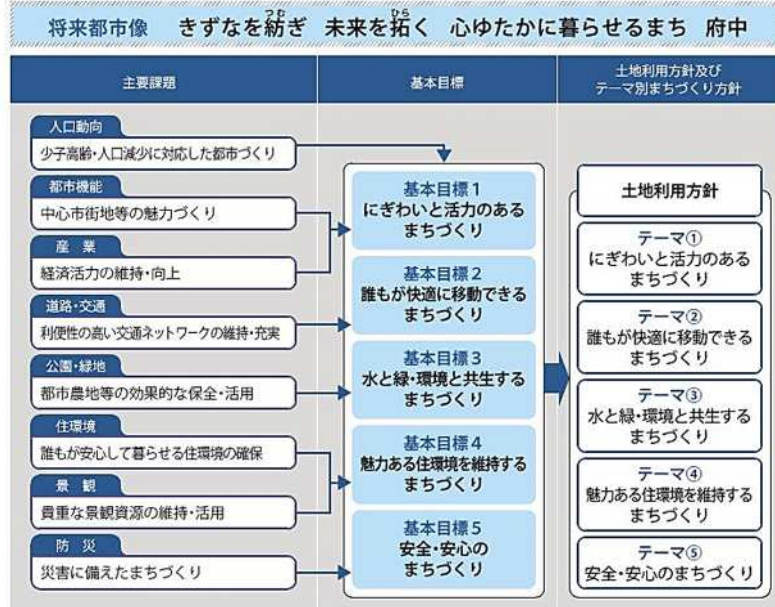 将来都市像 きずなを紡ぎ 未来を拓く 心ゆたかに暮らせるまち 府中
つむ
ひら
主要課題
基本目標
土地利用方針及び
テーマ別まちづくり方針
人口動向
少子高齢・人口減少に対応した都市づくり
都市機能
中心市街地等の魅力づくり
産 業
経済活力の維持・向上
道路・交通
利便性の高い交通ネットワークの維持・充実
公園・緑地
都市農地等の効果的な保全・活用
住環境
誰もが安心して暮らせる住環境の確保
景 観
貴重な景観資源の維持・活用
防 災
災害に備えたまちづくり
基本目標1
にぎわいと活力のある
まちづくり
基本目標2
誰もが快適に移動できる
まちづくり
基本目標3
水と緑・環境と共生する
まちづくり
基本目標4
魅力ある住環境を維持する
まちづくり
基本目標5
安全・安心の
まちづくり
土地利用方針
テーマ①
にぎわいと活力のある
まちづくり
テーマ②
誰もが快適に移動できる
まちづくり
テーマ③
水と緑・環境と共生する
まちづくり
テーマ④
魅力ある住環境を維持する
まちづくり
テーマ⑤
安全・安心のまちづくり